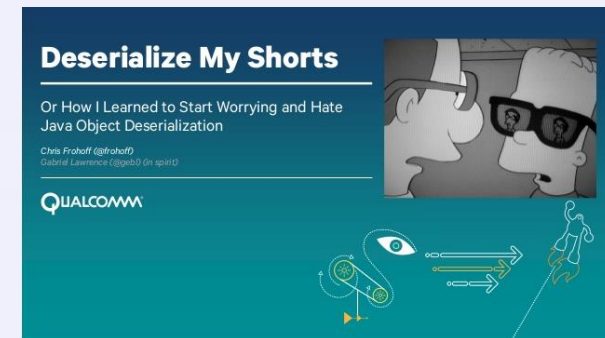 Deserialize My Shorts
Or How I Learned to Start Worrying and Hate
Java Object Deserialization
Chris Frohoff (@frohoff)
Gabriel Lawrence (@gebl) (in spirit)
QUALCOMM